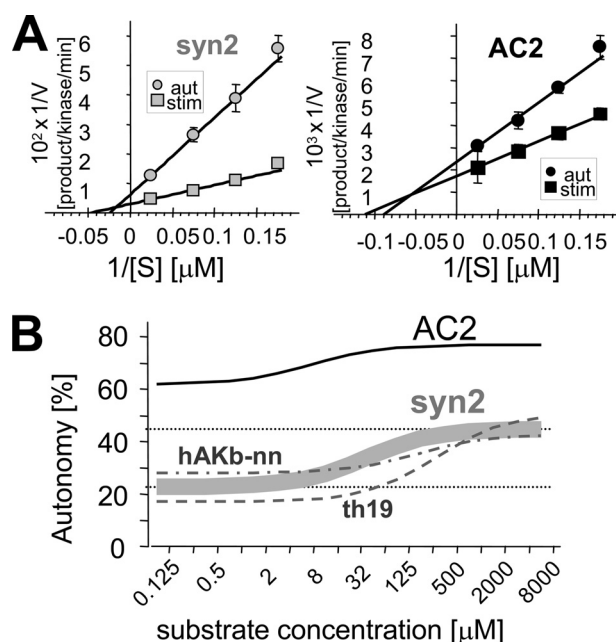 A
syn2
aut
stim
10² x 1/V
[product/kinase/min]
6
5
4
3
2
1
-0.05
0
0.05
0.1
0.15
1/[S] [μM]
AC2
aut
stim
10³ x 1/V
[product/kinase/min]
8
7
6
5
4
3
2
1
-0.1
-0.05
0
0.05
0.1
0.15
1/[S] [μM]
B
Autonomy [%]
80
60
40
20
0
AC2
syn2
hAKb-nn
th19
0.125
0.5
2
8
32
125
500
2000
8000
substrate concentration [μM]